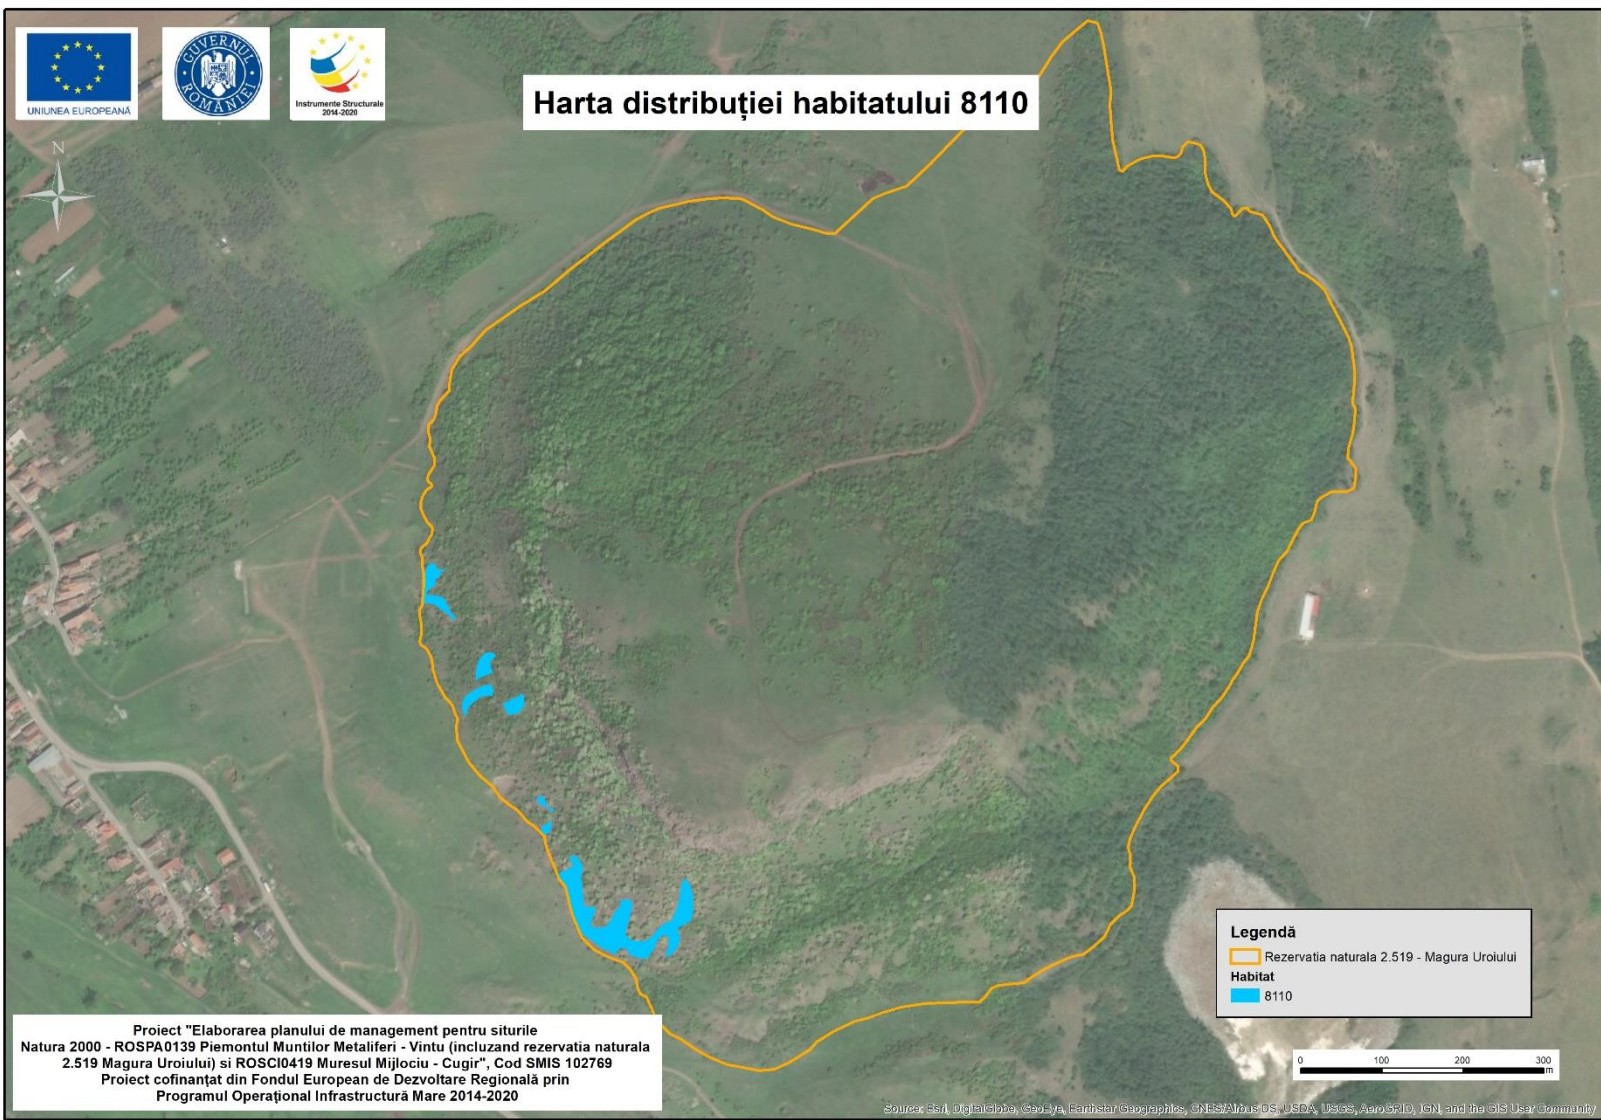 UNIUNEA EUROPEANĂ
GUVERNUL ROMÂNIEI
Instrumente Structurale
2014-2020
Harta distribuției habitatului 8110
N
Legendă
Rezervatia naturala 2.519 - Magura Uroiului
Habitat
8110
0 100 200 300
m
Proiect "Elaborarea planului de management pentru siturile
Natura 2000 - ROSPA0139 Piemontul Muntilor Metaliferi - Vintu (incluzand rezervatia naturala
2.519 Magura Uroiului) si ROSCI0419 Muresul Mijlociu - Cugir", Cod SMIS 102769
Proiect cofinanţat din Fondul European de Dezvoltare Regională prin
Programul Operaţional Infrastructură Mare 2014-2020
Source: Esri, DigitalGlobe, GeoEye, Earthstar Geographics, CNES/Airbus DS, USDA, USGS, AeroGRID, IGN, and the GIS User Community